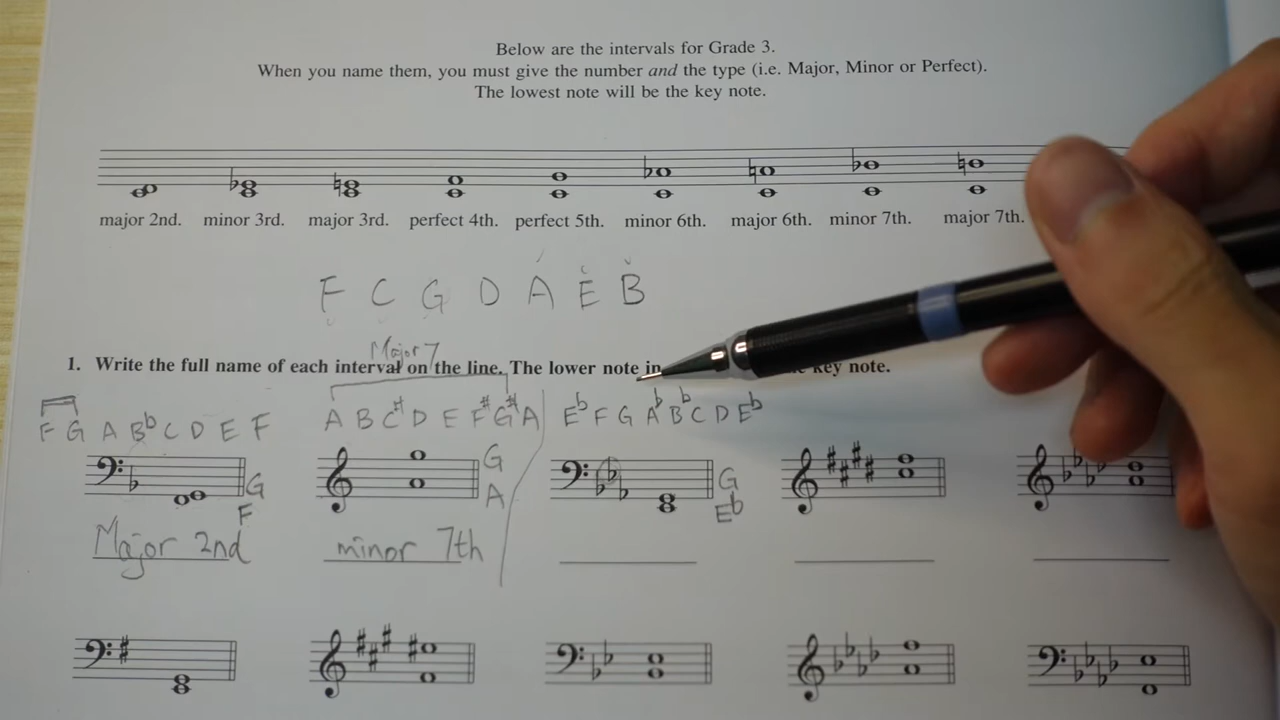 Below are the intervals for Grade 3.
When you name them, you must give the number and the type (i.e. Major, Minor or Perfect).
The lowest note will be the key note.
major 2nd. minor 3rd. major 3rd. perfect 4th. perfect 5th. minor 6th. major 6th. minor 7th. major 7th.
F C G D A E B
Major 7
1. Write the full name of each interval on the line. The lower note in key note.
F G A B♭ C D E F
A B C# D E F# G# A
E♭ F G A♭ B♭ C D E♭
G
F
G
A
G
E♭
Major 2nd
minor 7th